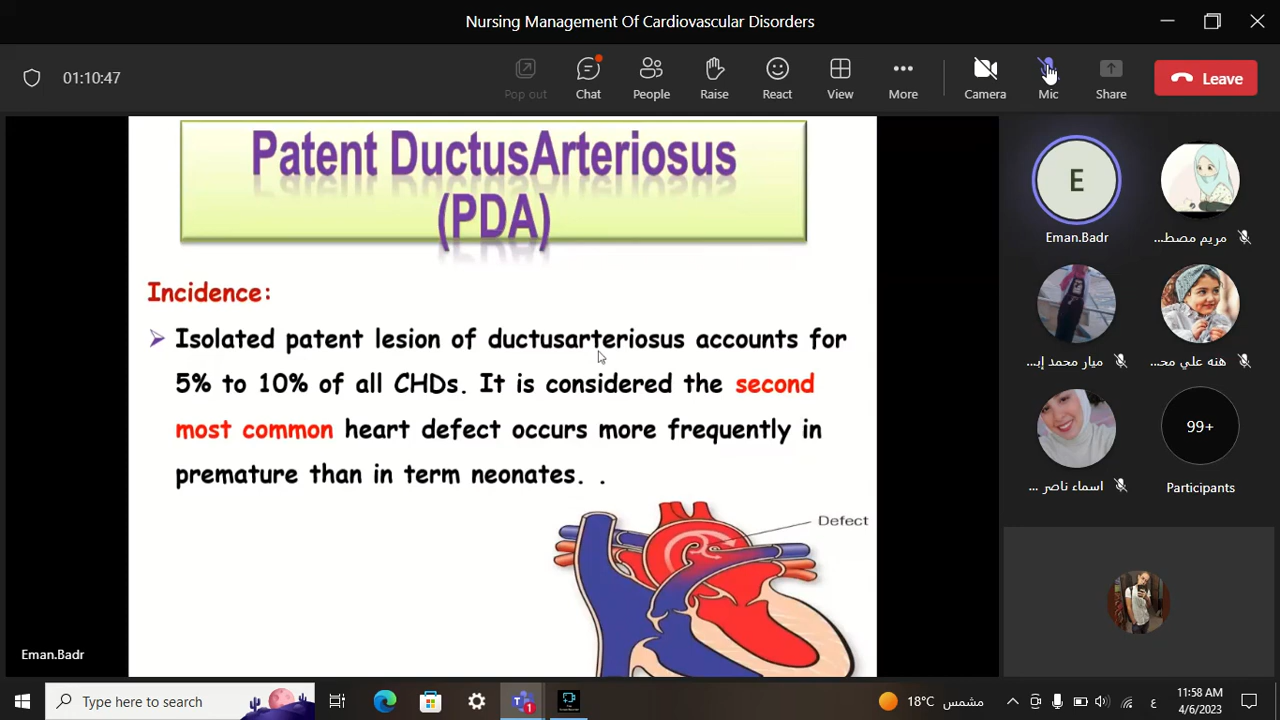 Nursing Management Of Cardiovascular Disorders
01:10:47
Pop out
Chat
People
Raise
React
View
More
Camera
Mic
Share
Leave
Patent DuctusArteriosus
(PDA)
Incidence:
Isolated patent lesion of ductusarteriosus accounts for
5% to 10% of all CHDs. It is considered the second
most common heart defect occurs more frequently in
premature than in term neonates. .
Defect
Eman.Badr
E
Eman.Badr
مريم مصط...
ميار محمد إبـ...
هنه علي محـ...
اسماء ناصر ...
99+
Participants
Type here to search
1
18°C مشمس
ع
11:58 AM
4/6/2023